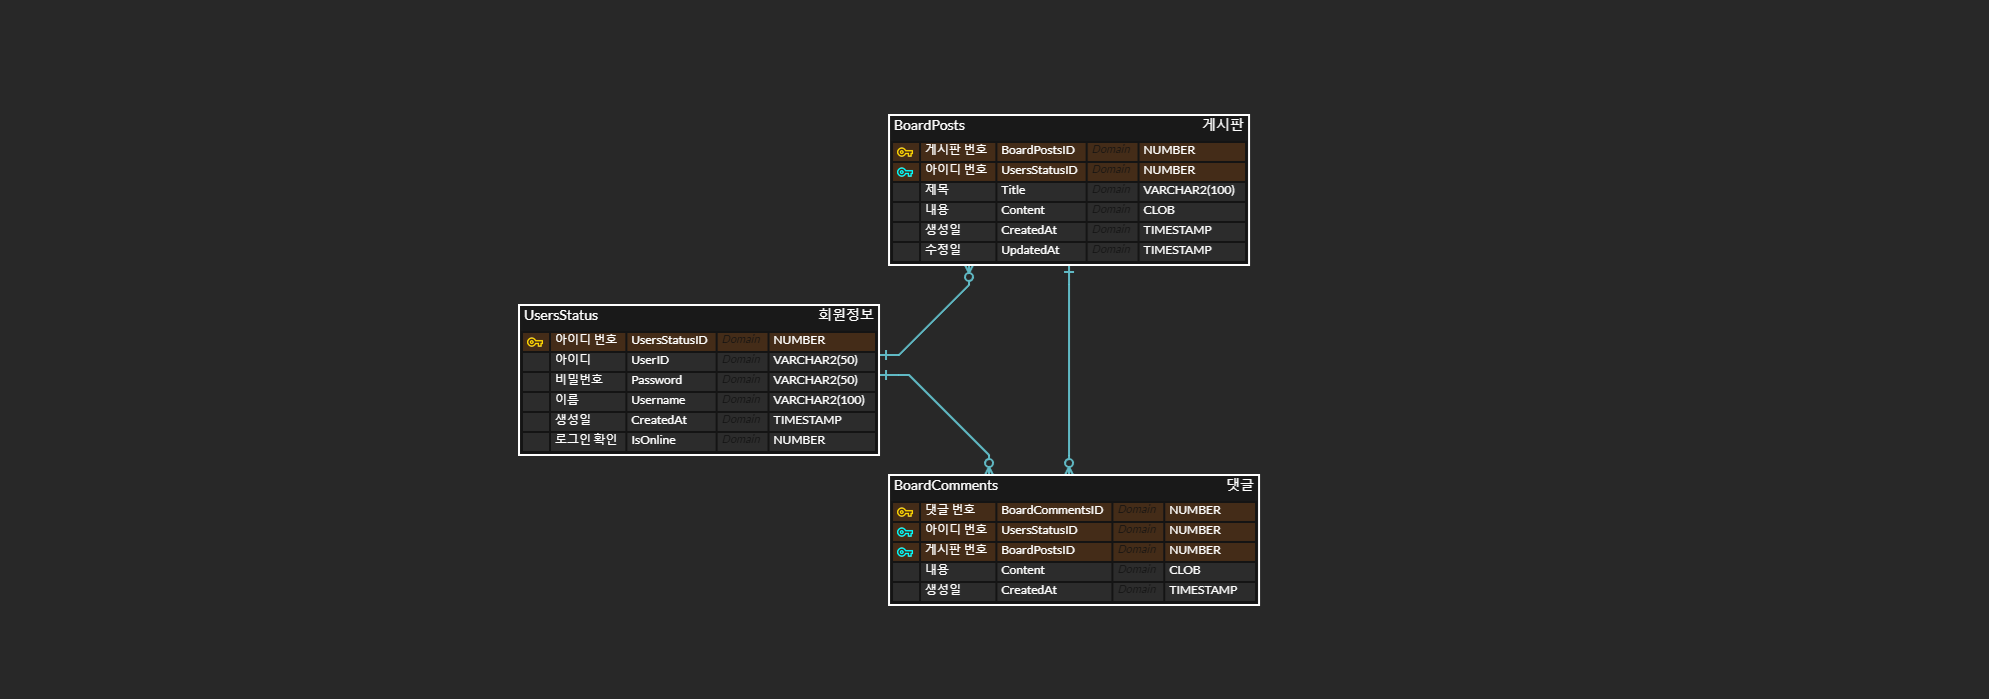 BoardPosts 게시판
게시판 번호 BoardPostsID Domain NUMBER
아이디 번호 UsersStatusID Domain NUMBER
제목 Title Domain VARCHAR2(100)
내용 Content Domain CLOB
생성일 CreatedAt Domain TIMESTAMP
수정일 UpdatedAt Domain TIMESTAMP
UsersStatus 회원정보
아이디 번호 UsersStatusID Domain NUMBER
아이디 UserID Domain VARCHAR2(50)
비밀번호 Password Domain VARCHAR2(50)
이름 Username Domain VARCHAR2(100)
생성일 CreatedAt Domain TIMESTAMP
로그인 확인 IsOnline Domain NUMBER
BoardComments 댓글
댓글 번호 BoardCommentsID Domain NUMBER
아이디 번호 UsersStatusID Domain NUMBER
게시판 번호 BoardPostsID Domain NUMBER
내용 Content Domain CLOB
생성일 CreatedAt Domain TIMESTAMP